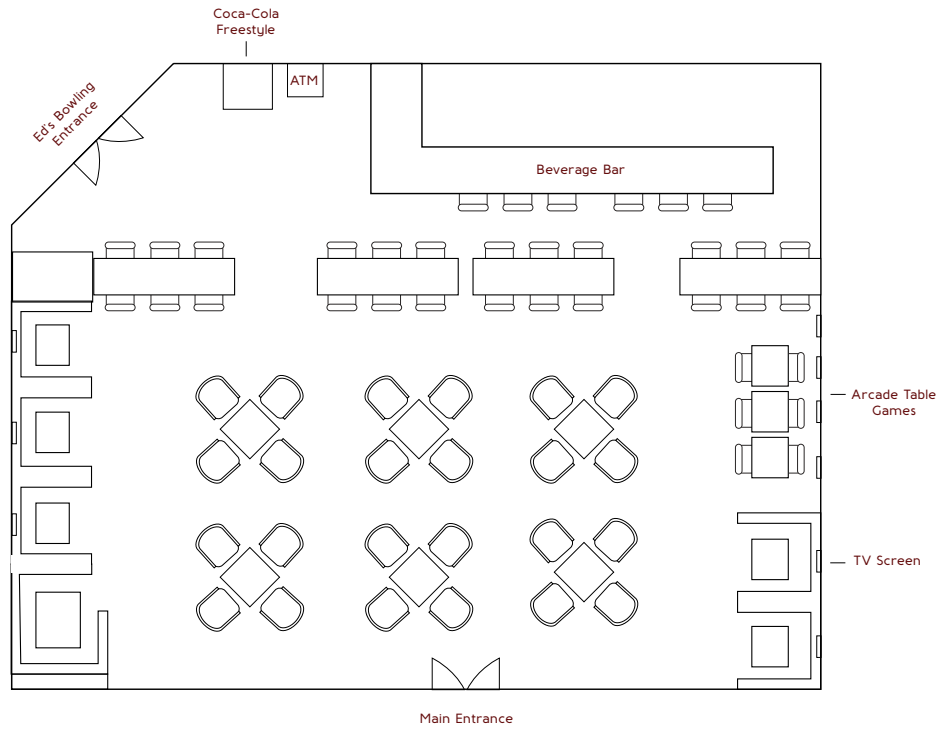 Coca-Cola
Freestyle
ATM
Ed's Bowling
Entrance
Beverage Bar
Arcade Table
Games
TV Screen
Main Entrance